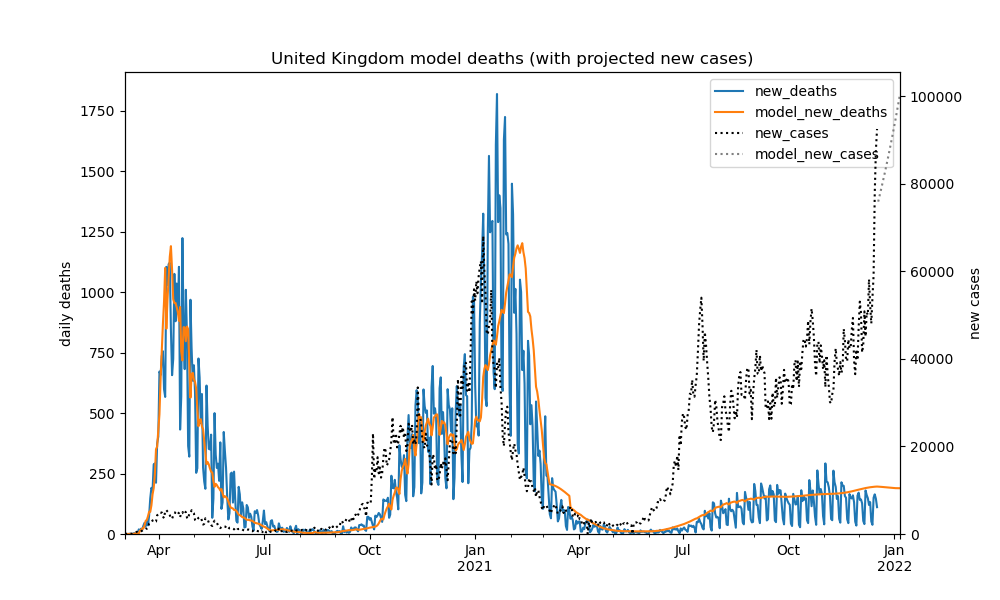 United Kingdom model deaths (with projected new cases)
new_deaths
model_new_deaths
new_cases
model_new_cases
daily deaths
1750
1500
1250
1000
750
500
250
0
100000
80000
60000
40000
20000
0
new cases
Apr
Jul
Oct
Jan
2021
Apr
Jul
Oct
Jan
2022